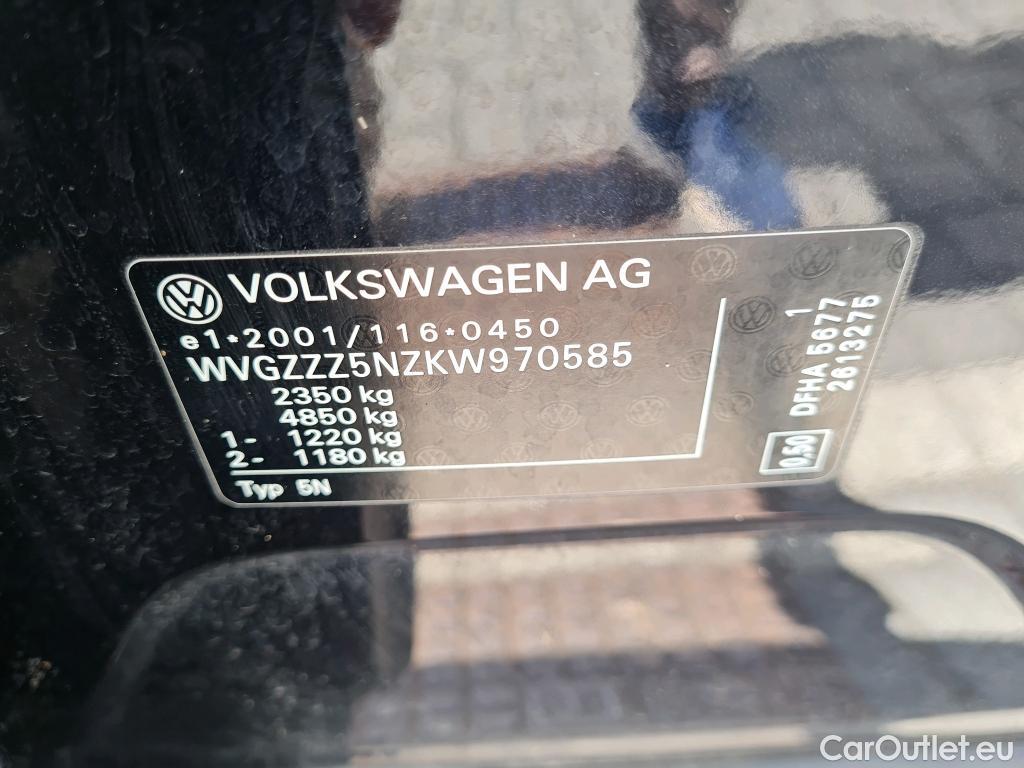 VOLKSWAGEN AG
e1*2001/116*0450
WVGZZZ5NZKW970585
2350 kg
4850 kg
1- 1220 kg
2- 1180 kg
Typ 5N
1
DFHA 5677
2613275
0.50
CarOutlet.eu